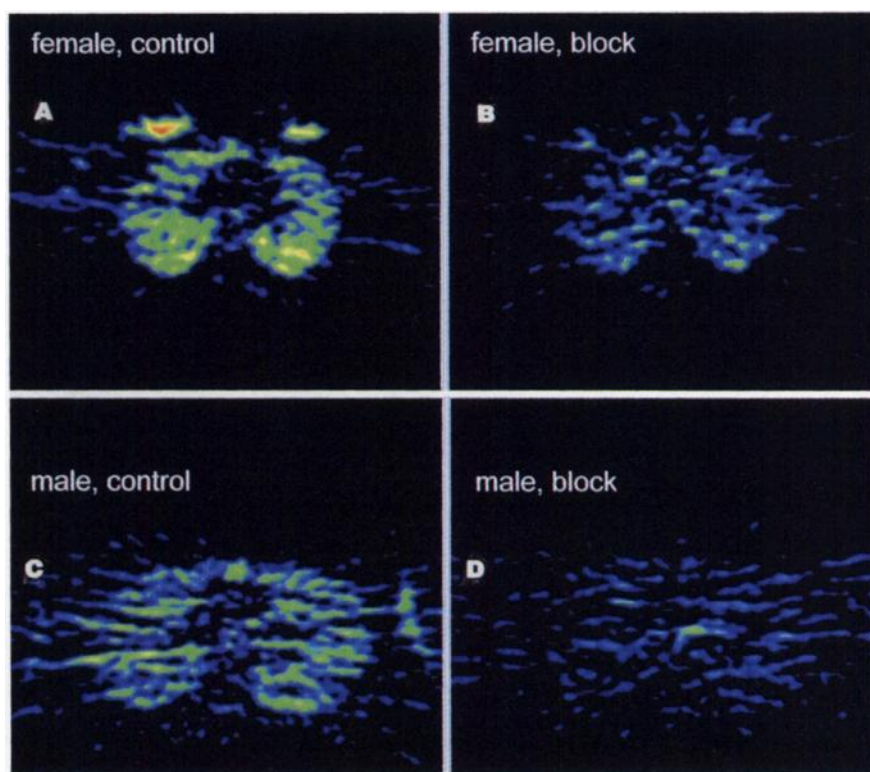 female, control
female, block
A
B
male, control
male, block
C
D